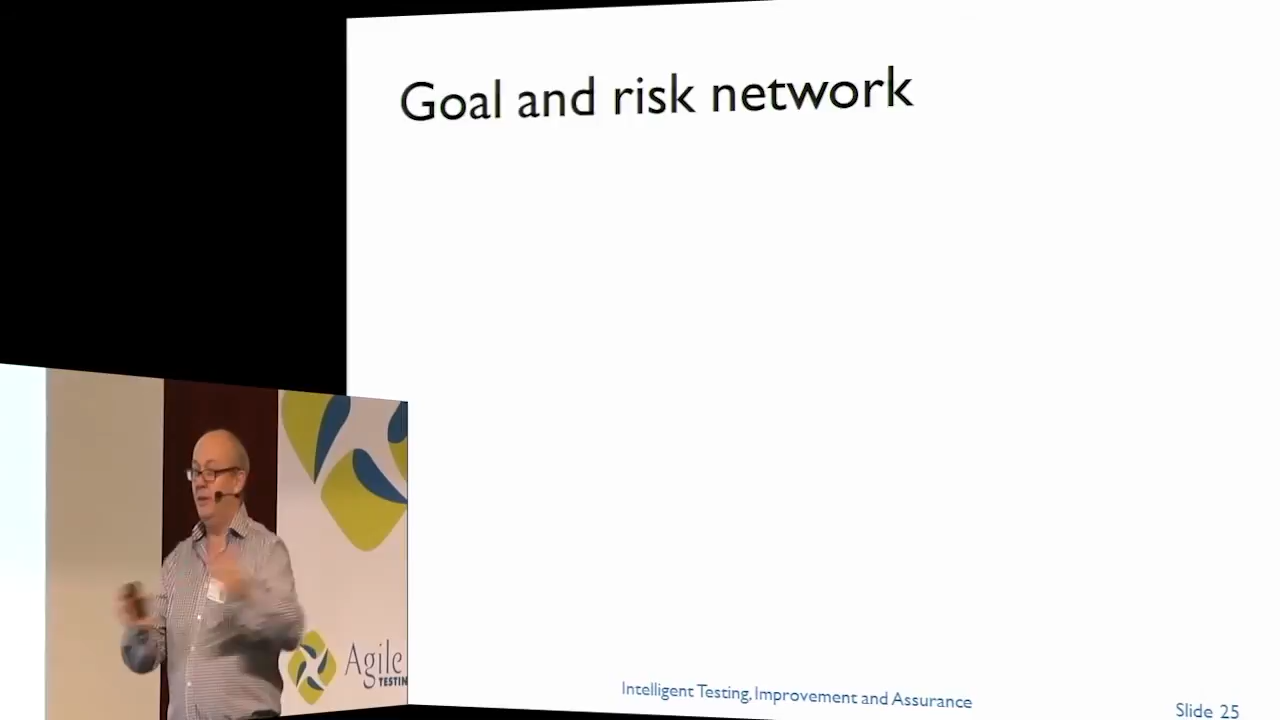 Goal and risk network
Agile
TESTIN
Intelligent Testing, Improvement and Assurance
Slide 25